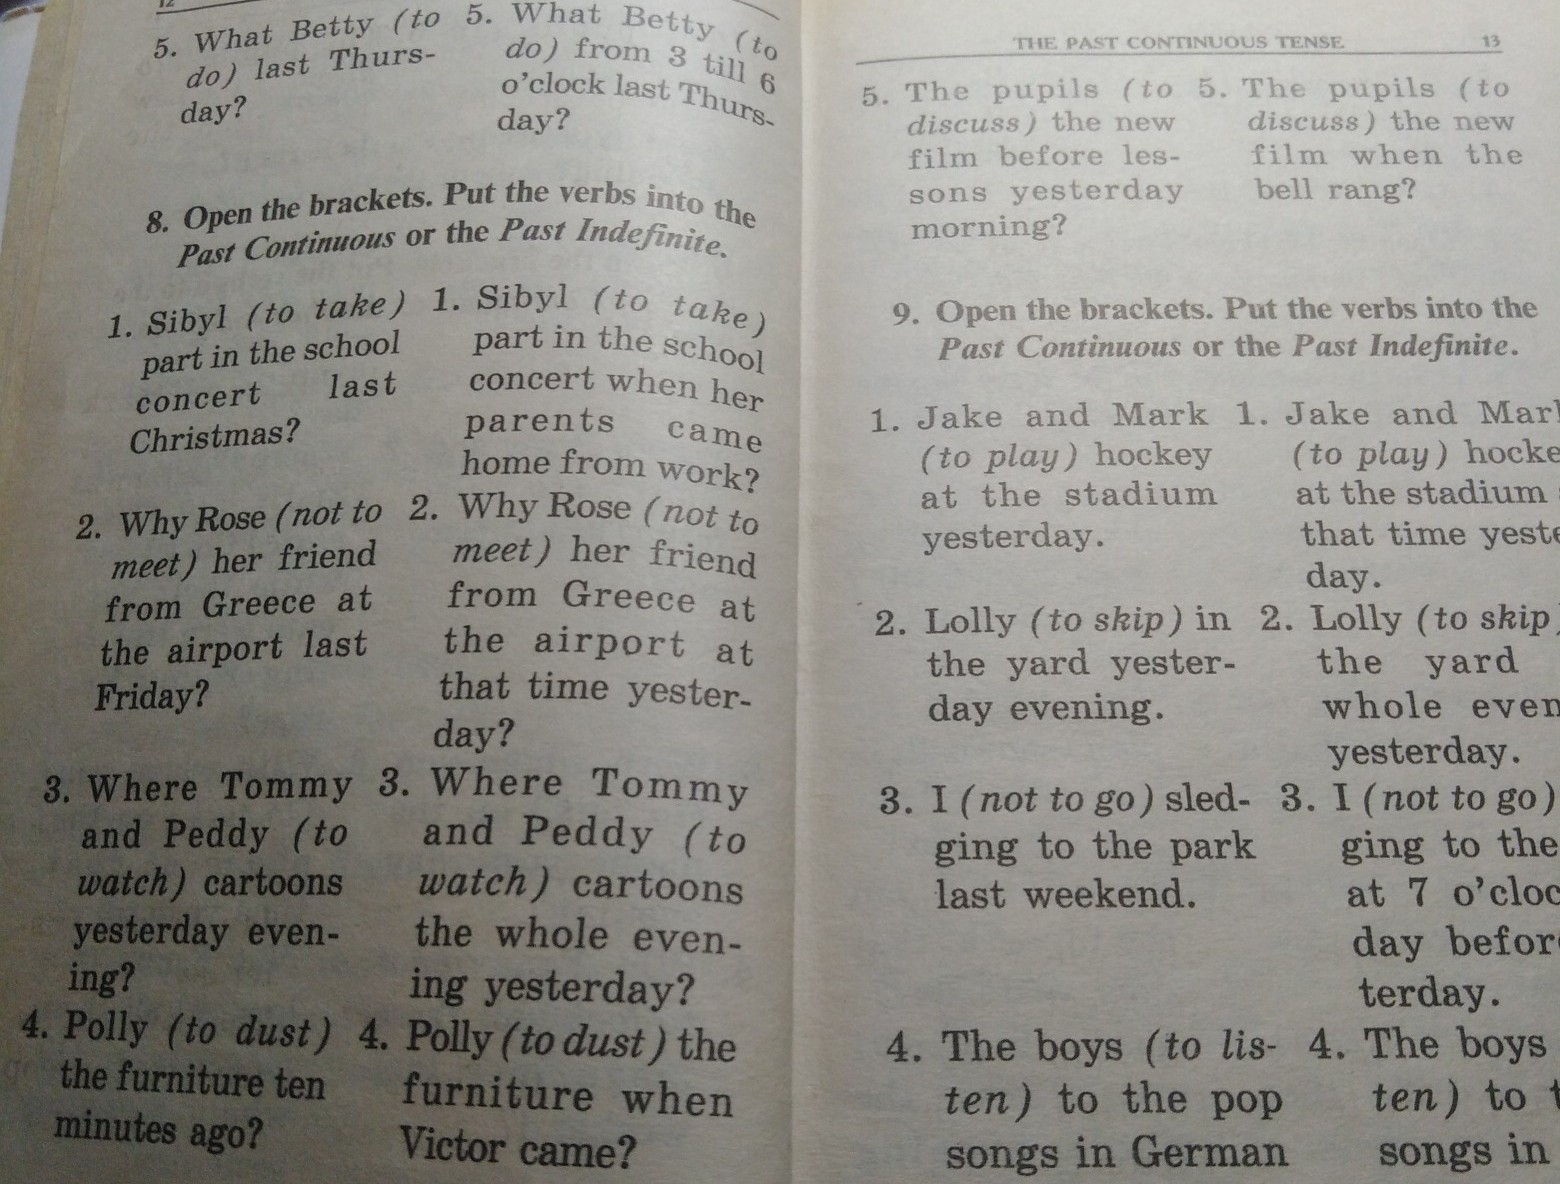 12
5. What Betty (to
do) last Thurs-
day?
5. What Betty (to
do) from 3 till 6
o'clock last Thurs-
day?
8. Open the brackets. Put the verbs into the
Past Continuous or the Past Indefinite.
1. Sibyl (to take)
part in the school
concert last
Christmas?
1. Sibyl (to take)
part in the school
concert when her
parents came
home from work?
2. Why Rose (not to
meet) her friend
from Greece at
the airport last
Friday?
2. Why Rose (not to
meet) her friend
from Greece at
the airport at
that time yester-
day?
3. Where Tommy
and Peddy (to
watch) cartoons
yesterday even-
ing?
3. Where Tommy
and Peddy (to
watch) cartoons
the whole even-
ing yesterday?
4. Polly (to dust)
the furniture ten
minutes ago?
4. Polly (to dust) the
furniture when
Victor came?
THE PAST CONTINUOUS TENSE 13
5. The pupils (to
discuss) the new
film before les-
sons yesterday
morning?
5. The pupils (to
discuss) the new
film when the
bell rang?
9. Open the brackets. Put the verbs into the
Past Continuous or the Past Indefinite.
1. Jake and Mark
(to play) hockey
at the stadium
yesterday.
1. Jake and
(to play)
at the stadium
that time
day.
2. Lolly (to skip) in
the yard yester-
day evening.
2. Lolly (to skip
the yard
whole
yesterday.
3. I (not to go) sled-
ging to the park
last weekend.
3. I (not to go)
ging to the
at 7
day
terday.
4. The boys (to lis-
ten) to the pop
songs in German
4. The boys
ten) to
songs in